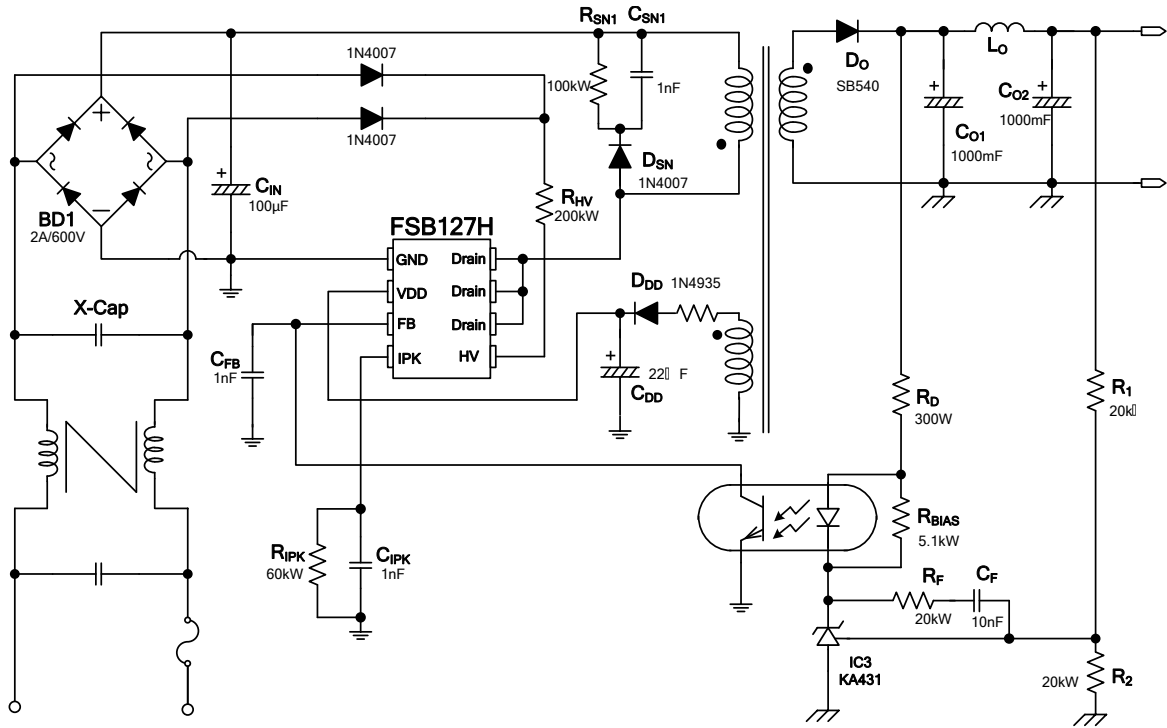 RSN1 CSN1
1N4007
100kW
1nF
1N4007
DSN
1N4007
DO
SB540
LO
CO1
1000mF
CO2
1000mF
+
+
+
−
BD1
2A/600V
+
CIN
100µF
RHV
200kW
FSB127H
GND Drain
VDD Drain
FB Drain
IPK HV
DDD 1N4935
X-Cap
CFB
1nF
+
22▯ F
CDD
RD
300W
R1
20k▯
RIPK
60kW
CIPK
1nF
RBIAS
5.1kW
RF
20kW
CF
10nF
IC3
KA431
20kW
R2